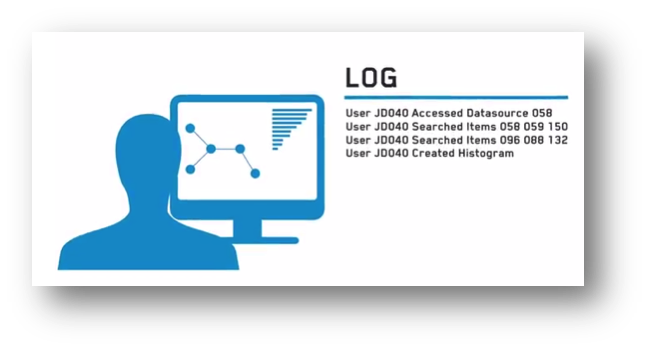 LOG
User JD040 Accessed Datasource 058
User JD040 Searched Items 058 059 150
User JD040 Searched Items 096 088 132
User JD040 Created Histogram